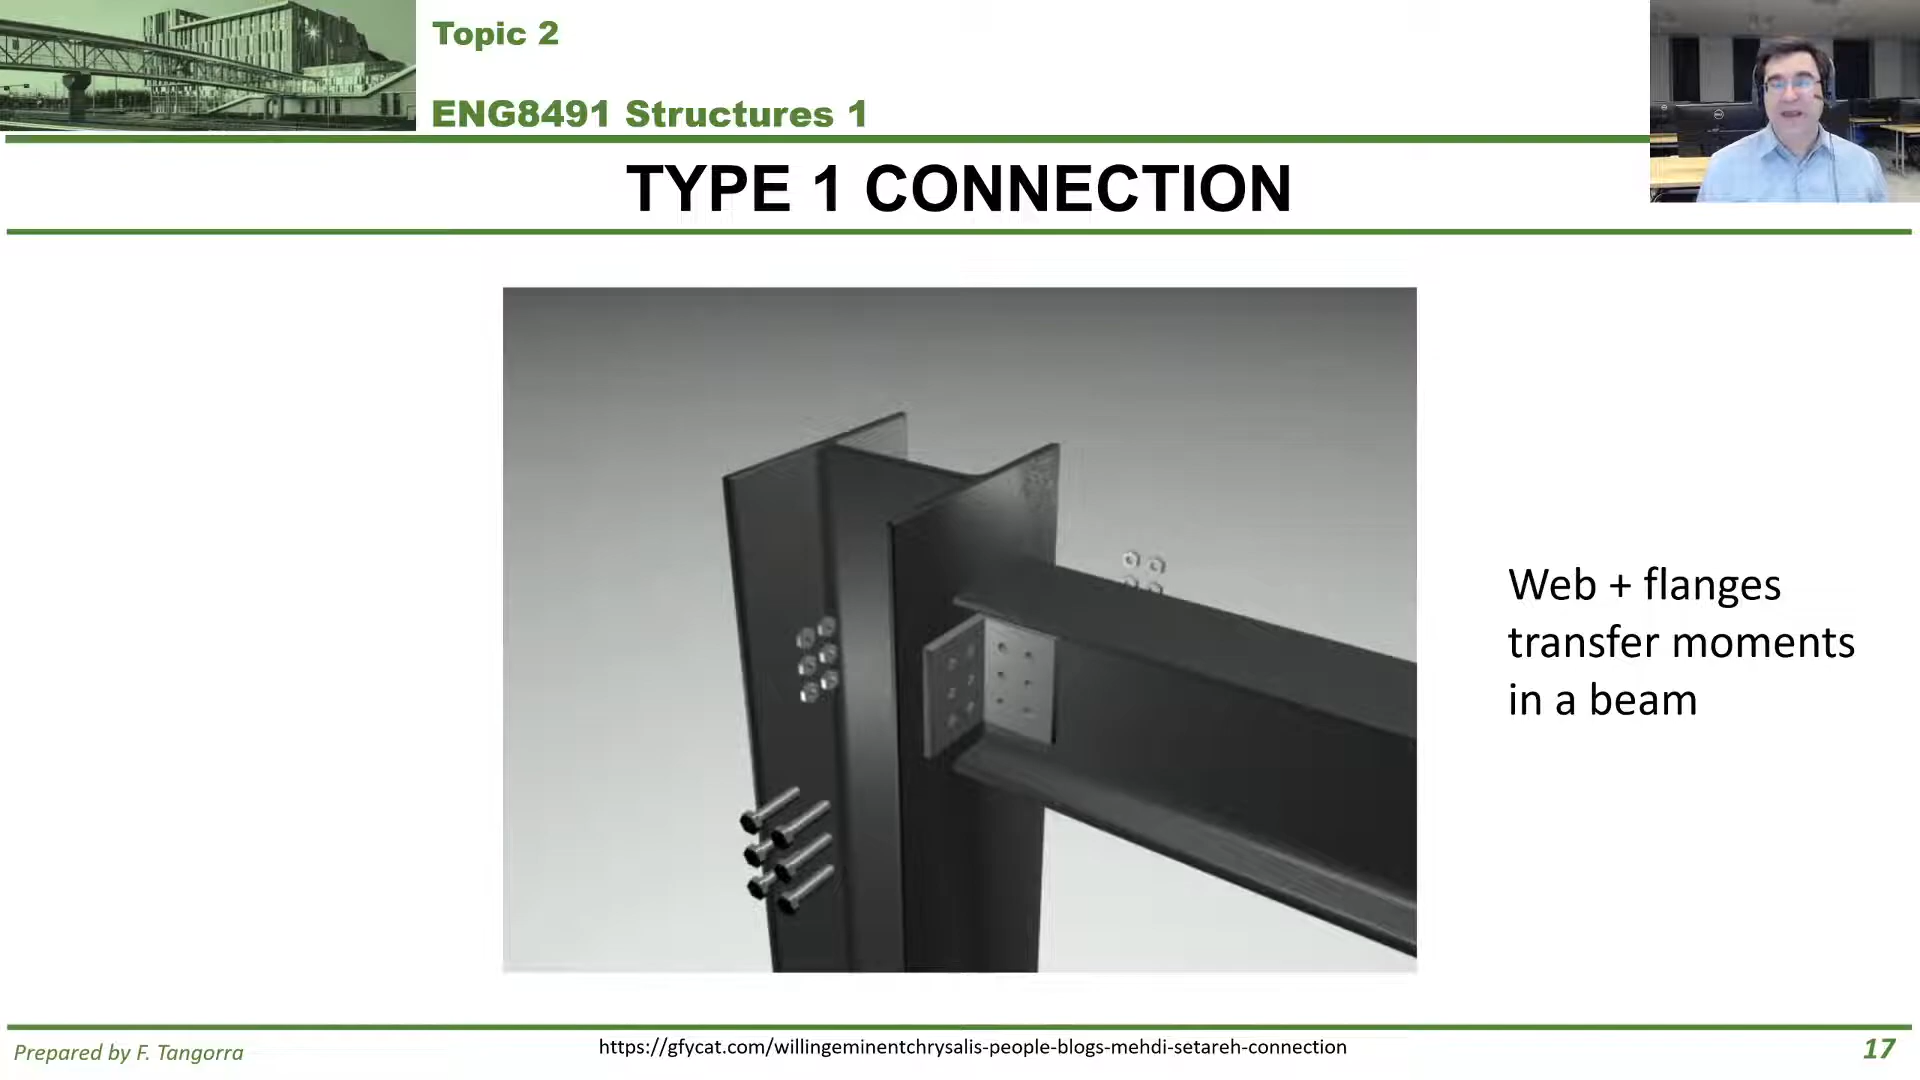 Topic 2
ENG8491 Structures 1
TYPE 1 CONNECTION
Web + flanges
transfer moments
in a beam
Prepared by F. Tangorra
https://gfycat.com/willingeminentchrysalis-people-blogs-mehdi-setareh-connection
17